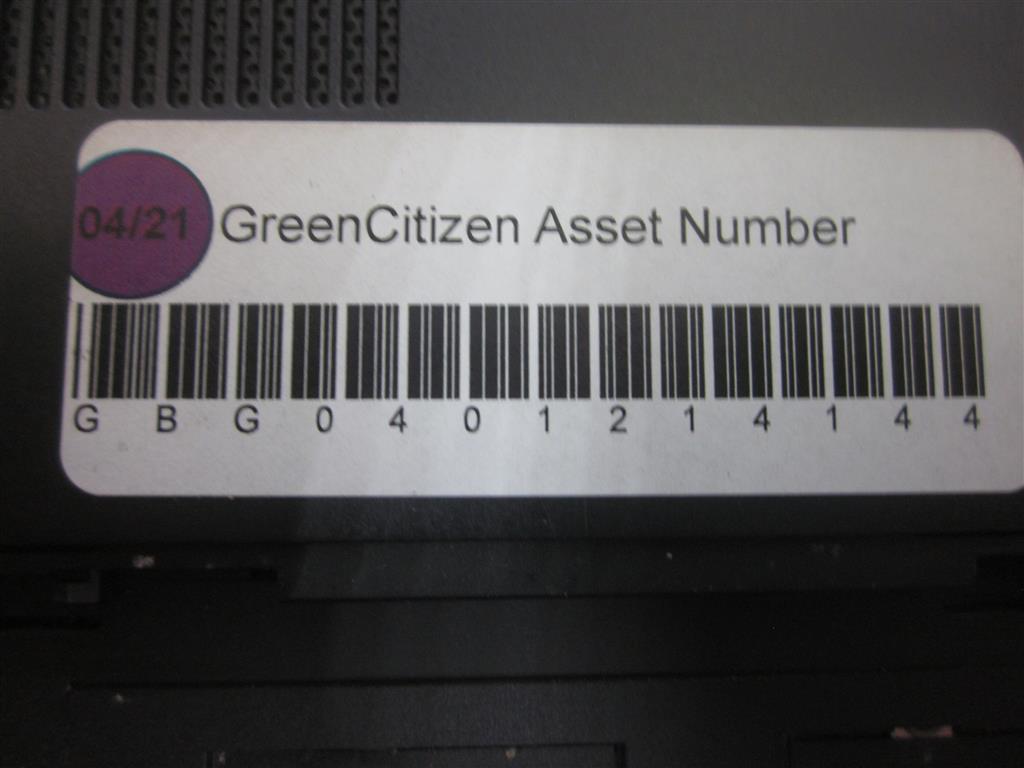 04/21 GreenCitizen Asset Number
G B G 0 4 0 1 2 1 4 1 4 4